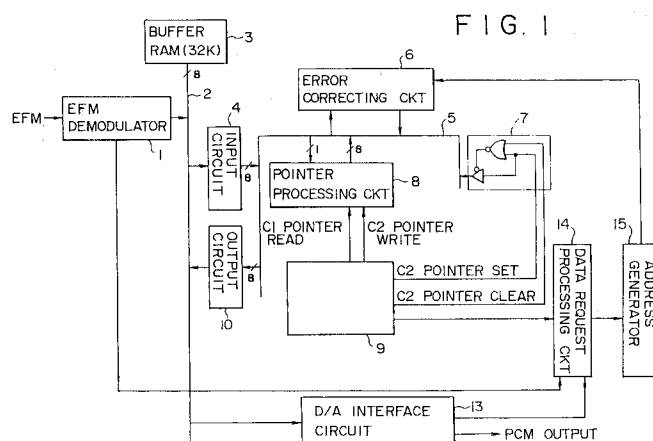 FIG. 1
BUFFER
RAM (32K)
3
8
2
EFM
EFM
DEMODULATOR
1
4
INPUT
CIRCUIT
8
6
ERROR
CORRECTING CKT
5
7
1
8
POINTER
PROCESSING CKT
8
C1 POINTER
READ
C2 POINTER
WRITE
OUTPUT
CIRCUIT
8
10
C2 POINTER SET
C2 POINTER CLEAR
9
14
DATA REQUEST
PROCESSING CKT
15
ADDRESS
GENERATOR
D/A INTERFACE
CIRCUIT
13
PCM OUTPUT